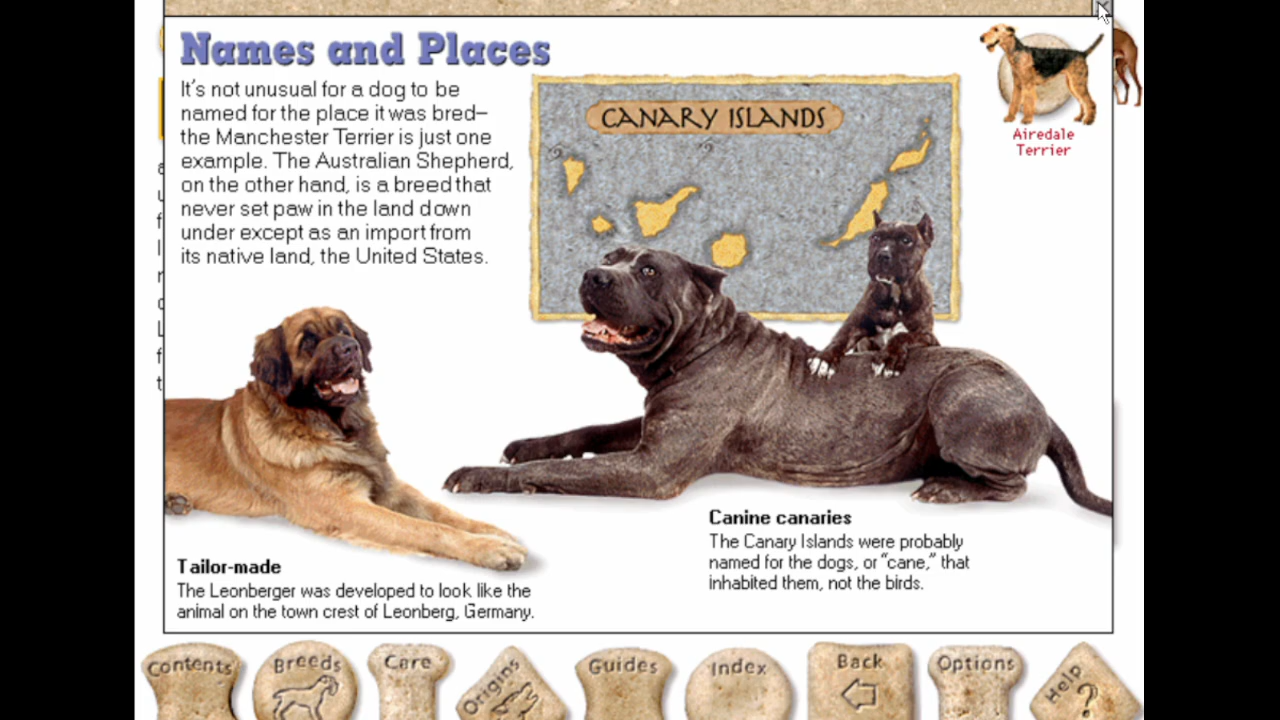 Names and Places
It's not unusual for a dog to be
named for the place it was bred–
the Manchester Terrier is just one
example. The Australian Shepherd,
on the other hand, is a breed that
never set paw in the land down
under except as an import from
its native land, the United States.
CANARY ISLANDS
Airedale
Terrier
Tailor-made
The Leonberger was developed to look like the
animal on the town crest of Leonberg, Germany.
Canine canaries
The Canary Islands were probably
named for the dogs, or “cane,” that
inhabited them, not the birds.
Contents
Breeds
Care
Origins
Guides
Index
Back
Options
Help
?